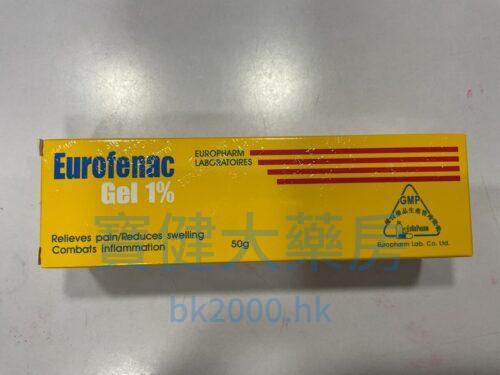 Eurofenac
Gel 1%
EUROPHARM
LABORATOIRES
GMP
Relieves pain/Reduces swelling
Combats inflammation
50g
Europharm Lab. Co. Ltd.
寶健大藥房
bk2000.hk